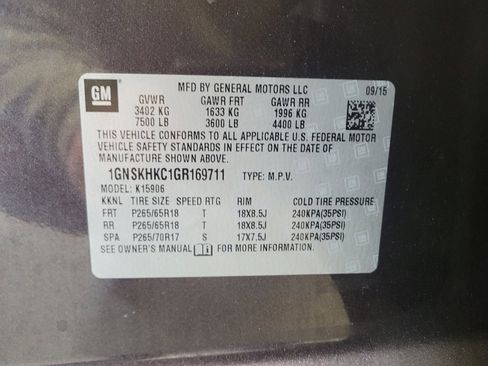 GM
MFD BY GENERAL MOTORS LLC 09/15
GVWR GAWR FRT GAWR RR
3402 KG 1633 KG 1996 KG
7500 LB 3600 LB 4400 LB
THIS VEHICLE CONFORMS TO ALL APPLICABLE U.S. FEDERAL MOTOR
VEHICLE SAFETY STANDARDS IN EFFECT ON THE DATE OF
MANUFACTURE SHOWN ABOVE.
1GNSKHKC1GR169711 TYPE: M.P.V.
MODEL: K15906
KKNL TIRE SIZE SPEED RTG RIM COLD TIRE PRESSURE
FRT P265/65R18 T 18X8.5J 240KPA(35PSI)
RR P265/65R18 T 18X8.5J 240KPA(35PSI)
SPA P265/70R17 S 17X7.5J 240KPA(35PSI)
SEE OWNER'S MANUAL FOR MORE INFORMATION.